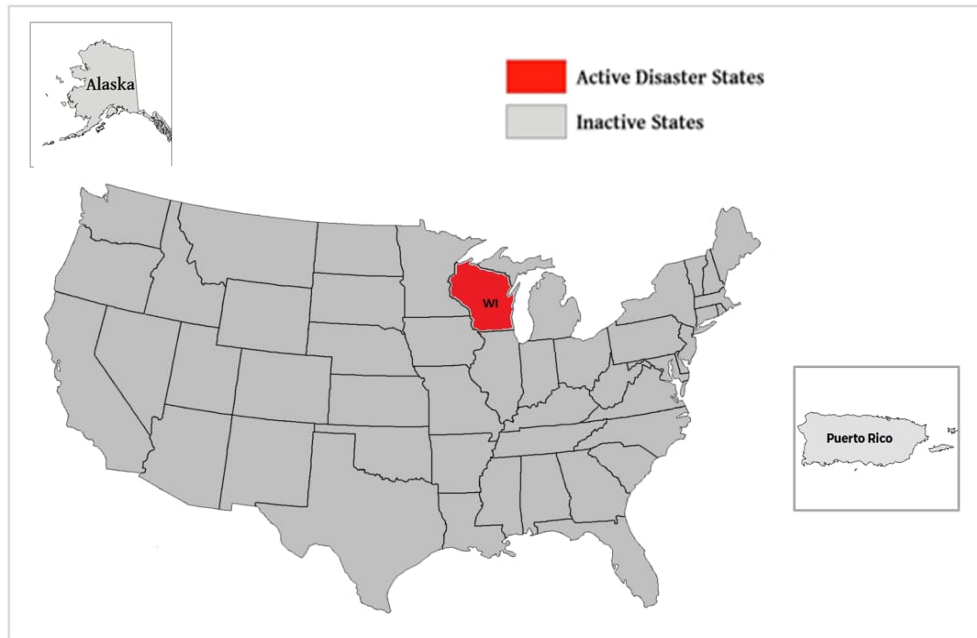 Alaska
Active Disaster States
Inactive States
WI
Puerto Rico